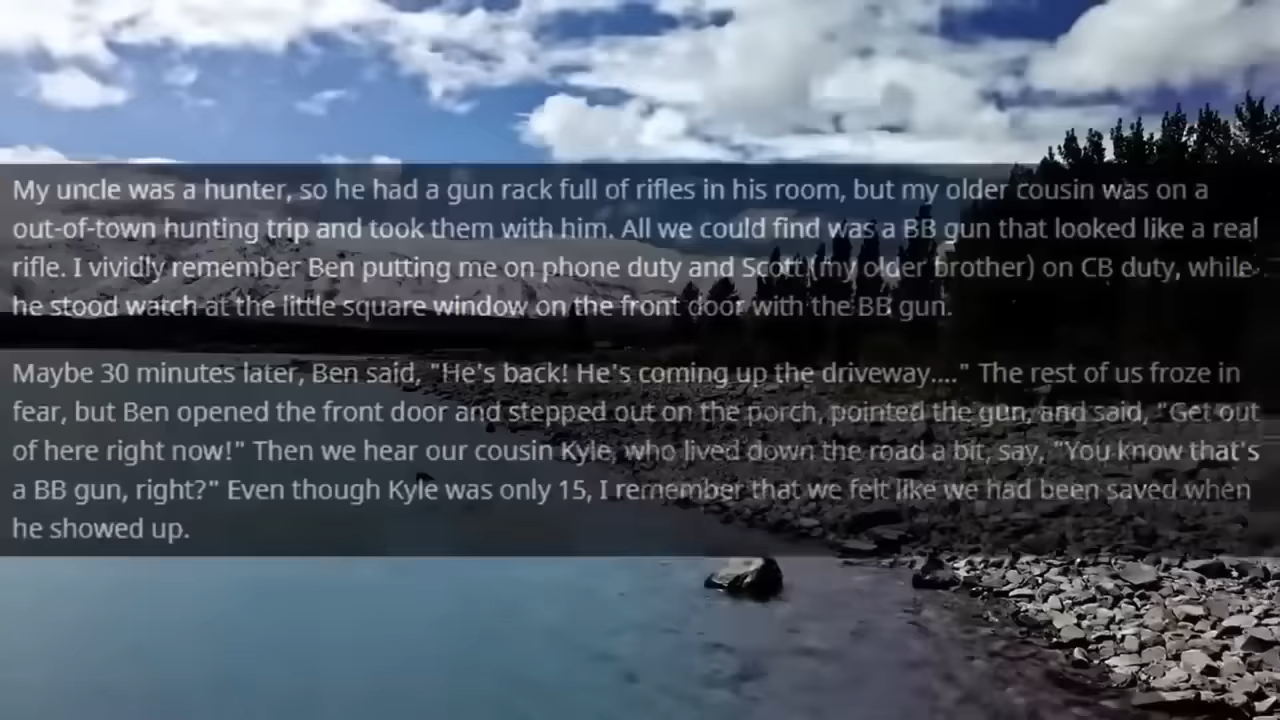 My uncle was a hunter, so he had a gun rack full of rifles in his room, but my older cousin was on a
out-of-town hunting trip and took them with him. All we could find was a BB gun that looked like a real
rifle. I vividly remember Ben putting me on phone duty and Scott (my older brother) on CB duty, while
he stood watch at the little square window on the front door with the BB gun.
Maybe 30 minutes later, Ben said, "He's back! He's coming up the driveway...." The rest of us froze in
fear, but Ben opened the front door and stepped out on the porch, pointed the gun, and said, "Get out
of here right now!" Then we hear our cousin Kyle, who lived down the road a bit, say, "You know that's
a BB gun, right?" Even though Kyle was only 15, I remember that we felt like we had been saved when
he showed up.